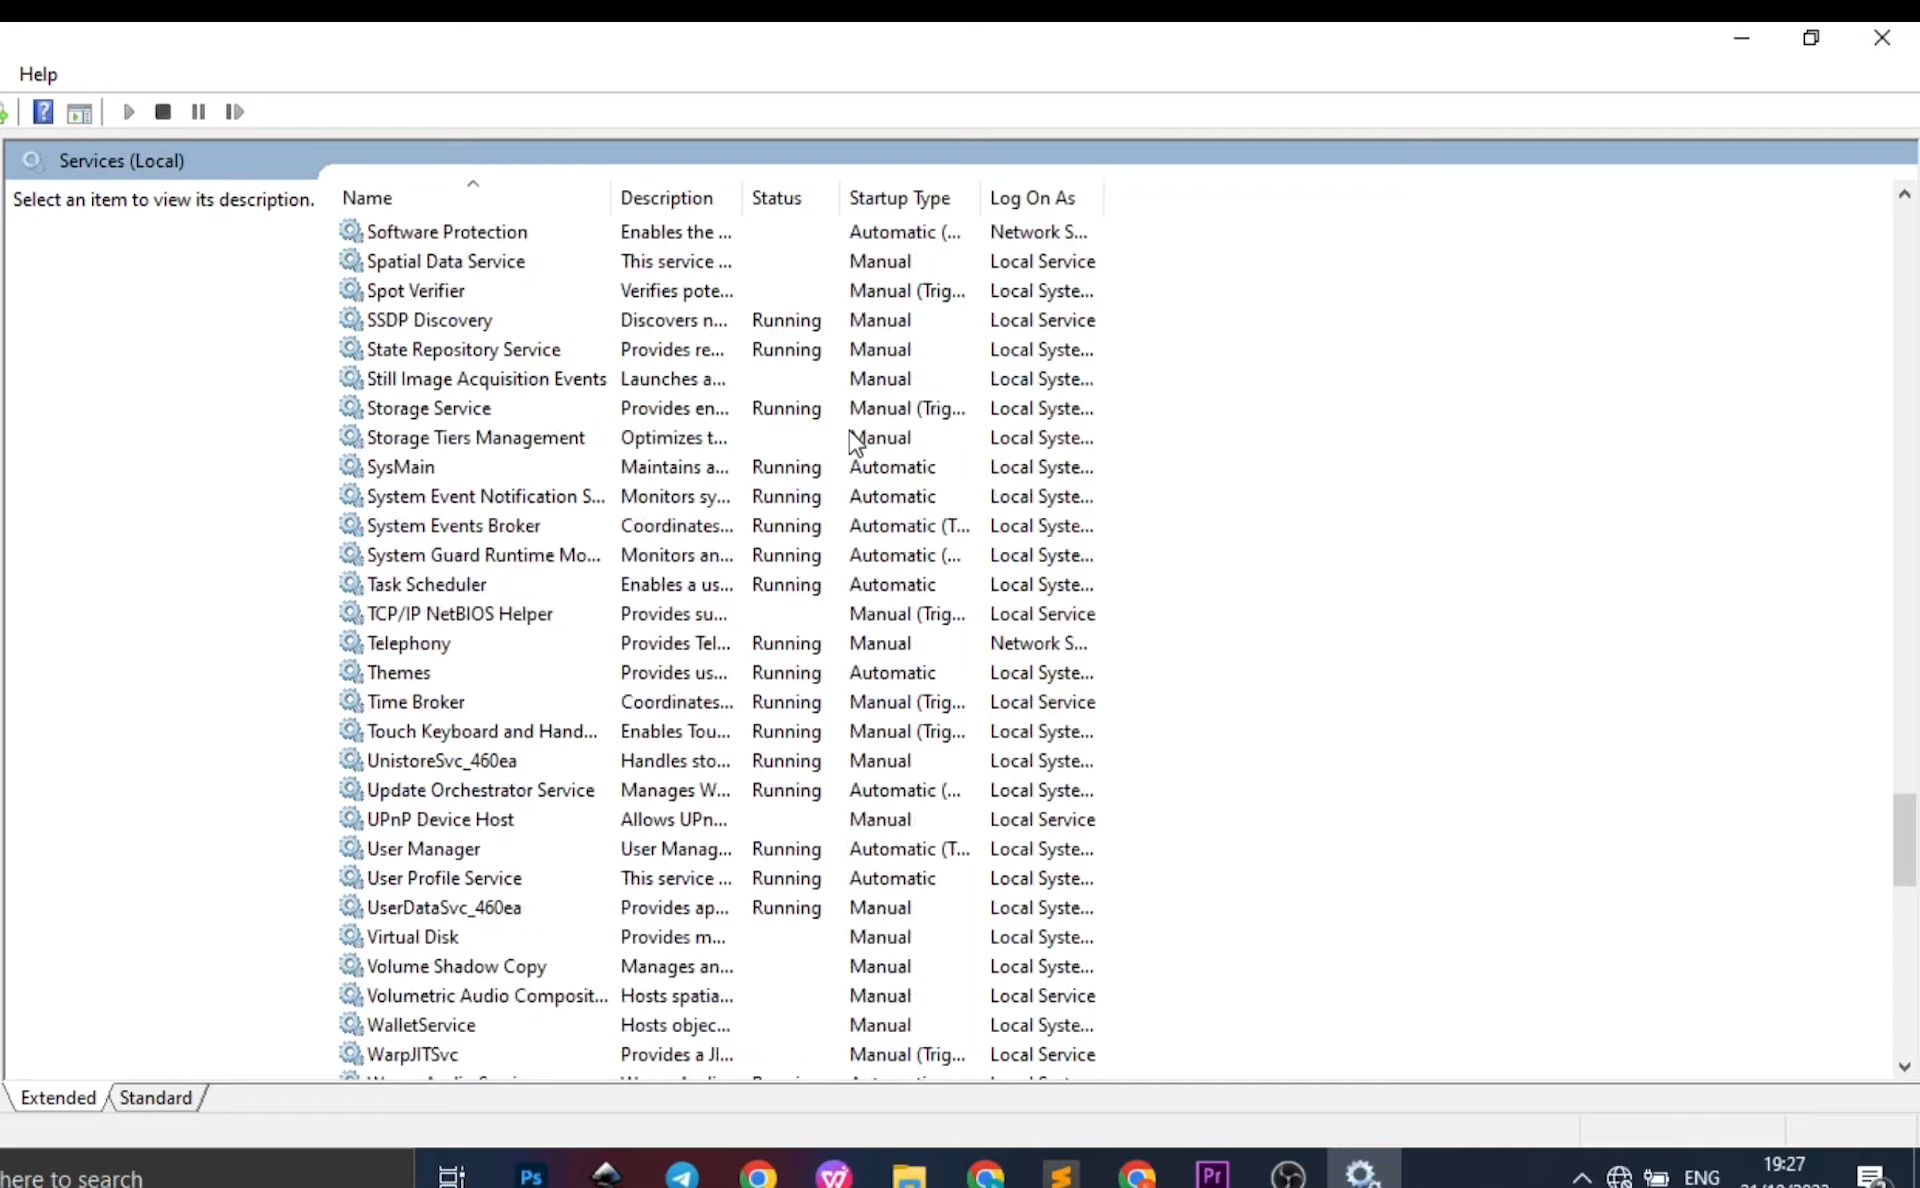 Help
Services (Local)
Select an item to view its description.
Name Description Status Startup Type Log On As
Software Protection Enables the ... Automatic (... Network S...
Spatial Data Service This service ... Manual Local Service
Spot Verifier Verifies pote... Manual (Trig... Local Syste...
SSDP Discovery Discovers n... Running Manual Local Service
State Repository Service Provides re... Running Manual Local Syste...
Still Image Acquisition Events Launches a... Manual Local Syste...
Storage Service Provides en... Running Manual (Trig... Local Syste...
Storage Tiers Management Optimizes t... Manual Local Syste...
SysMain Maintains a... Running Automatic Local Syste...
System Event Notification S... Monitors sy... Running Automatic Local Syste...
System Events Broker Coordinates... Running Automatic (T... Local Syste...
System Guard Runtime Mo... Monitors an... Running Automatic (... Local Syste...
Task Scheduler Enables a us... Running Automatic Local Syste...
TCP/IP NetBIOS Helper Provides su... Manual (Trig... Local Service
Telephony Provides Tel... Running Manual Network S...
Themes Provides us... Running Automatic Local Syste...
Time Broker Coordinates... Running Manual (Trig... Local Service
Touch Keyboard and Hand... Enables Tou... Running Manual (Trig... Local Syste...
UnistoreSvc_460ea Handles sto... Running Manual Local Syste...
Update Orchestrator Service Manages W... Running Automatic (... Local Syste...
UPnP Device Host Allows UPn... Manual Local Service
User Manager User Manag... Running Automatic (T... Local Syste...
User Profile Service This service ... Running Automatic Local Syste...
UserDataSvc_460ea Provides ap... Running Manual Local Syste...
Virtual Disk Provides m... Manual Local Syste...
Volume Shadow Copy Manages an... Manual Local Syste...
Volumetric Audio Composit... Hosts spatia... Manual Local Service
WalletService Hosts objec... Manual Local Syste...
WarpJITSvc Provides a JI... Manual (Trig... Local Service
Extended Standard
here to search
Ps
Pr
ENG
19:27